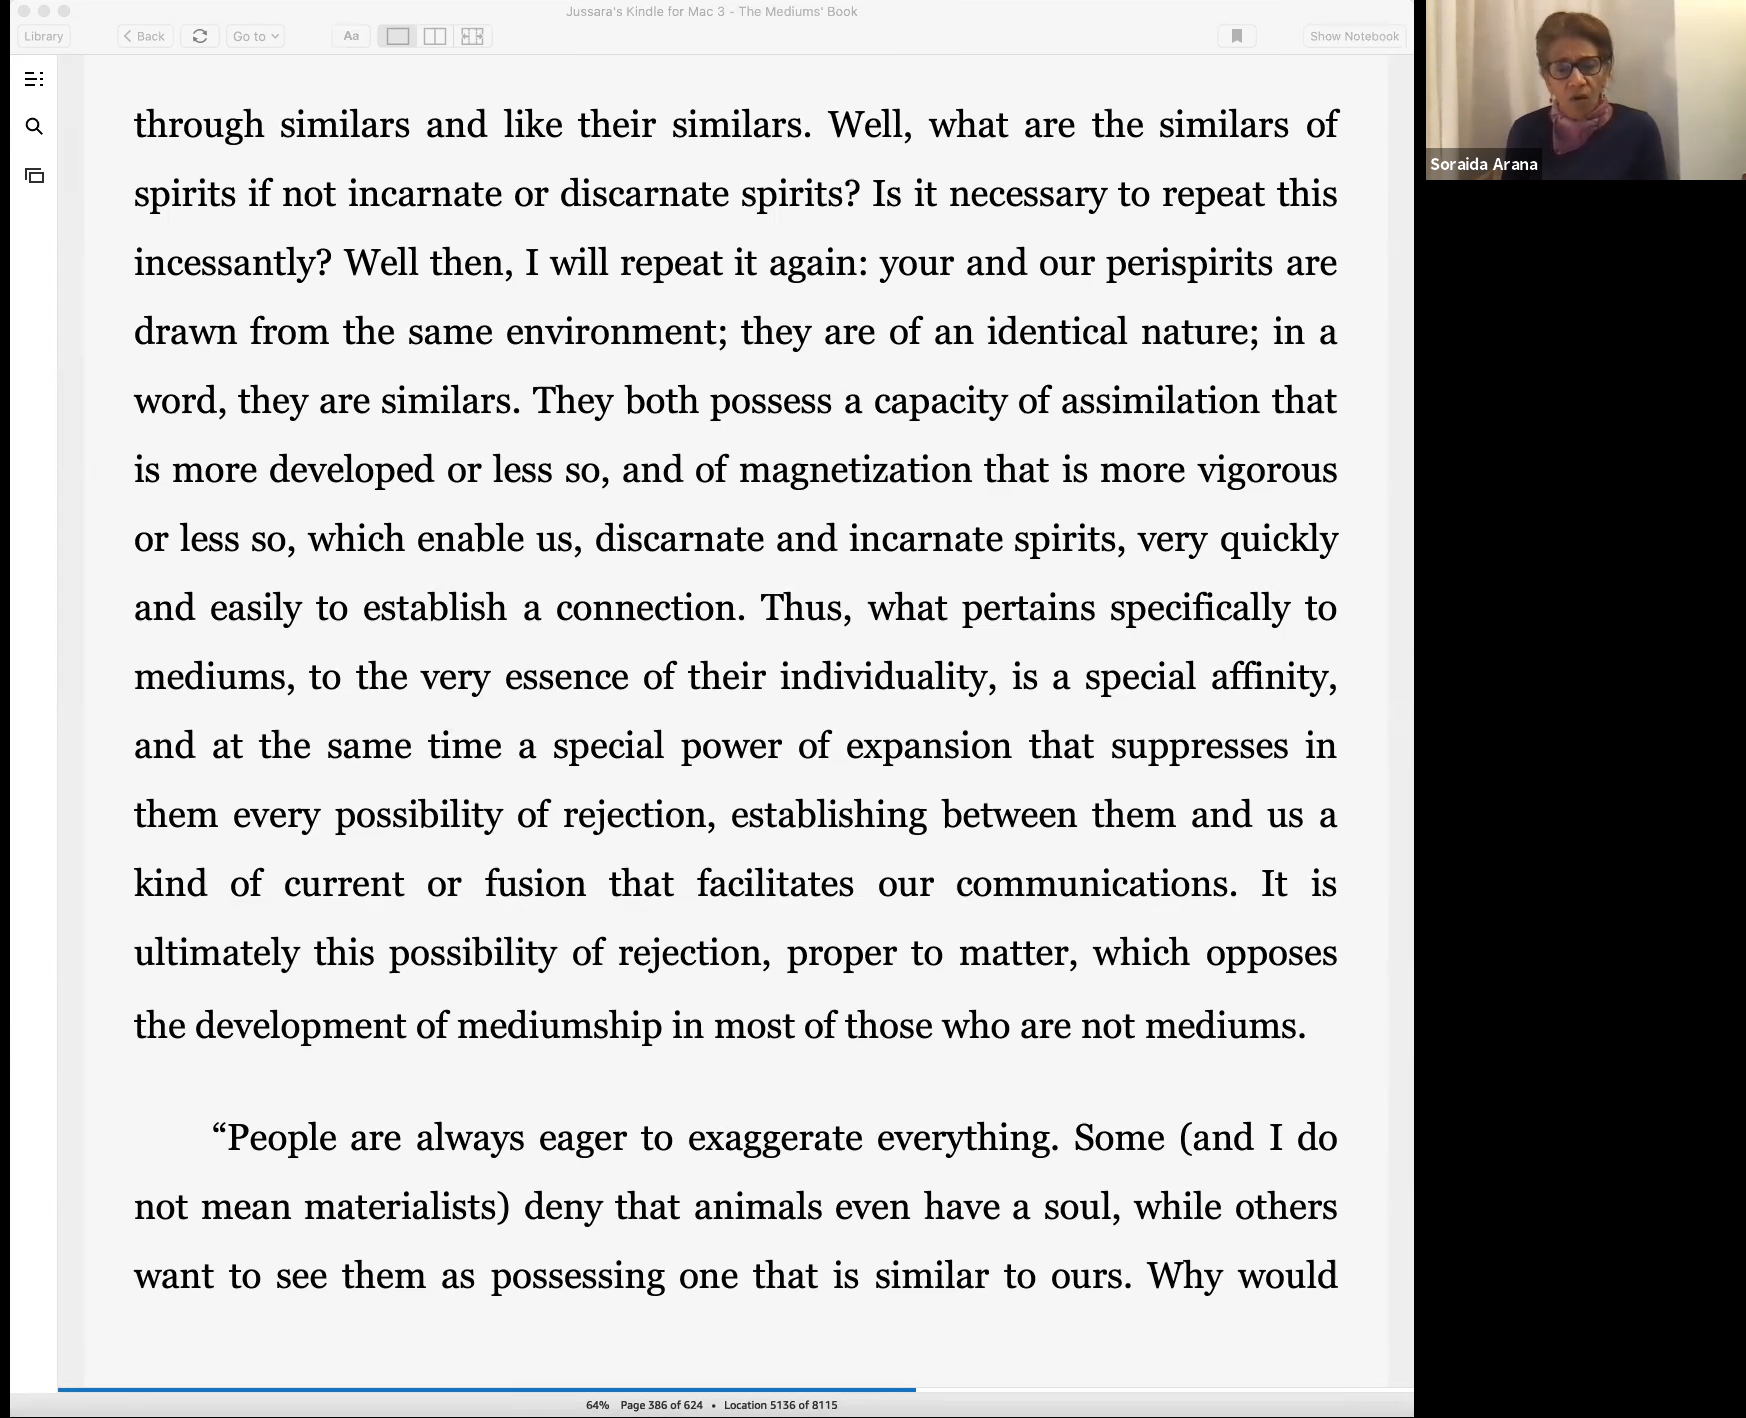 Jussara's Kindle for Mac 3 - The Mediums' Book
Library
Back
Go to
Aa
Show Notebook
through similars and like their similars. Well, what are the similars of
spirits if not incarnate or discarnate spirits? Is it necessary to repeat this
incessantly? Well then, I will repeat it again: your and our perispirits are
drawn from the same environment; they are of an identical nature; in a
word, they are similars. They both possess a capacity of assimilation that
is more developed or less so, and of magnetization that is more vigorous
or less so, which enable us, discarnate and incarnate spirits, very quickly
and easily to establish a connection. Thus, what pertains specifically to
mediums, to the very essence of their individuality, is a special affinity,
and at the same time a special power of expansion that suppresses in
them every possibility of rejection, establishing between them and us a
kind of current or fusion that facilitates our communications. It is
ultimately this possibility of rejection, proper to matter, which opposes
the development of mediumship in most of those who are not mediums.
“People are always eager to exaggerate everything. Some (and I do
not mean materialists) deny that animals even have a soul, while others
want to see them as possessing one that is similar to ours. Why would
64% Page 386 of 624 • Location 5136 of 8115
Soraida Arana